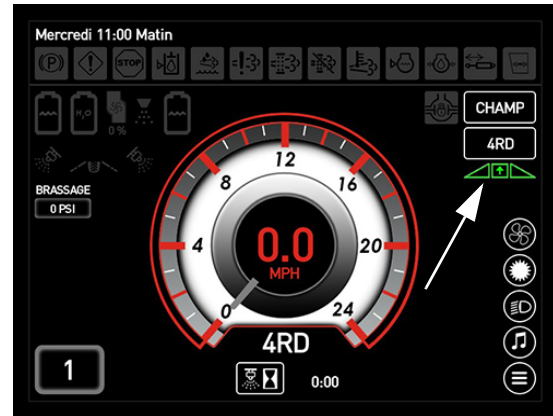 Mercredi 11:00 Matin
(P)
STOP
H₂O
0 %
CHAMP
4RD
BRASSAGE
0 PSI
12
8
16
4
20
0
24
0.0
MPH
4RD
1
0:00